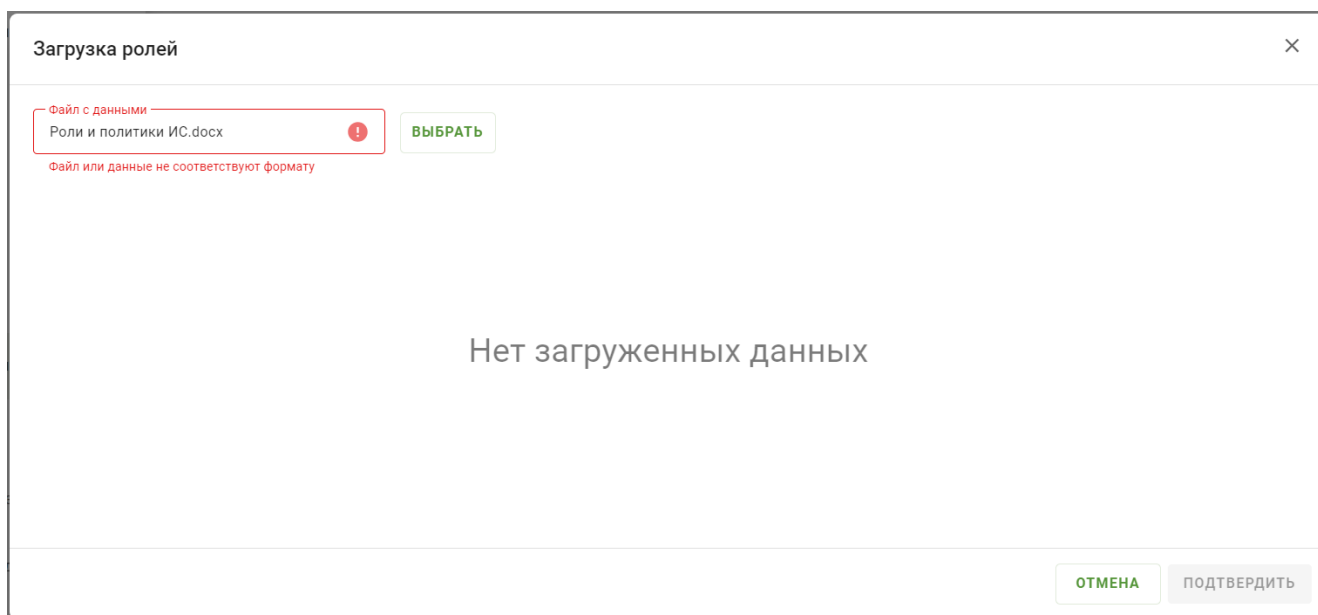 Загрузка ролей
Файл с данными
Роли и политики ИС.docx
ВЫБРАТЬ
Файл или данные не соответствуют формату
Нет загруженных данных
ОТМЕНА
ПОДТВЕРДИТЬ